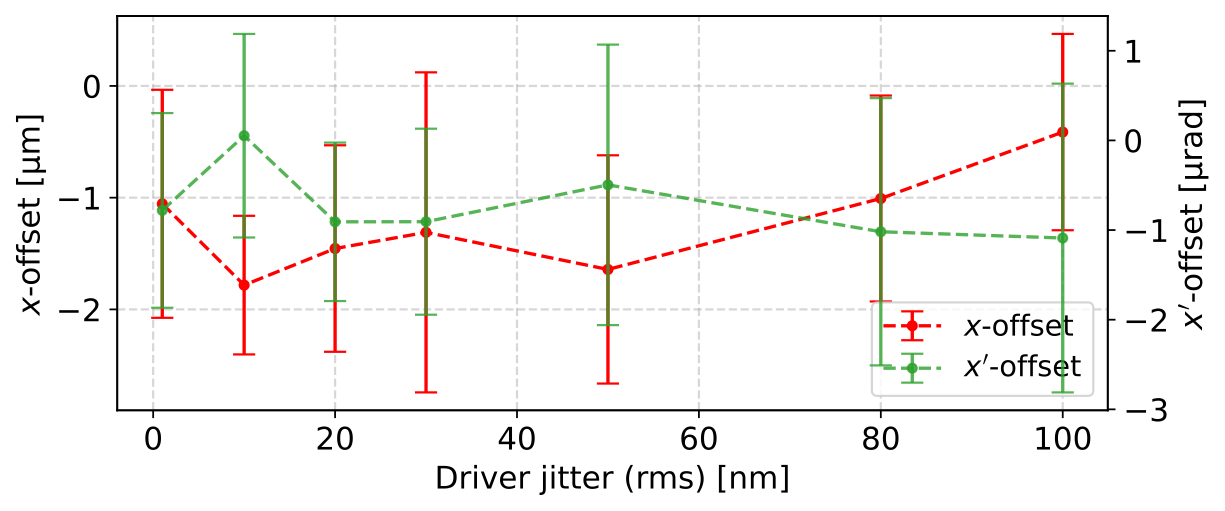 x-offset [μm]
0
−1
−2
1
0
−1
−2
−3
x′-offset [μrad]
x-offset
x′-offset
0 20 40 60 80 100
Driver jitter (rms) [nm]